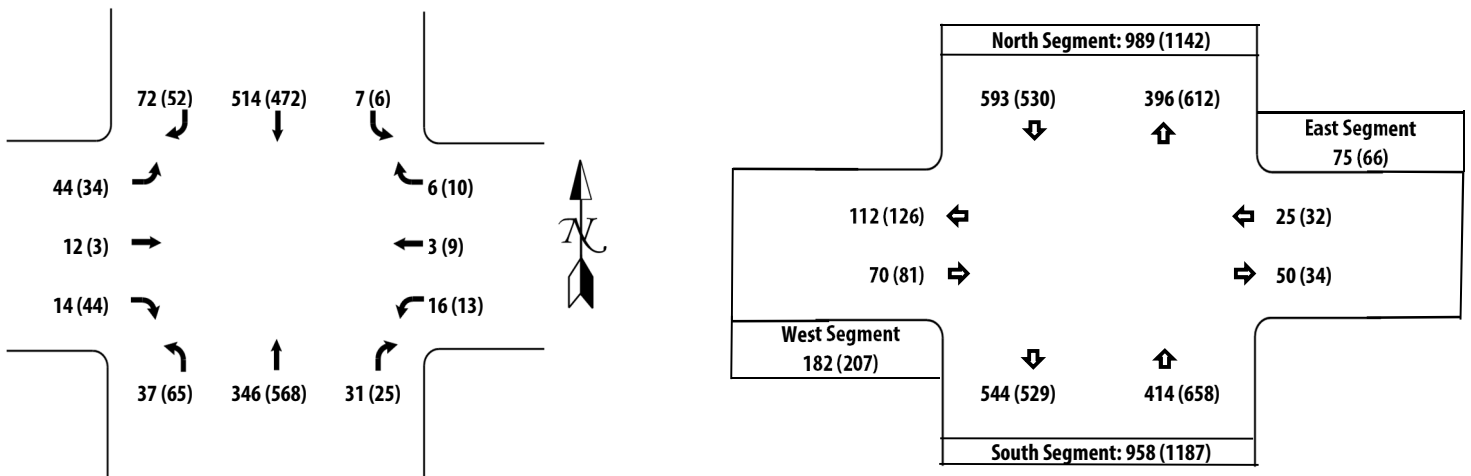 72 (52) 514 (472) 7 (6)
44 (34) 6 (10)
12 (3) 3 (9)
14 (44) 16 (13)
37 (65) 346 (568) 31 (25)
N
North Segment: 989 (1142)
593 (530) 396 (612)
East Segment
75 (66)
112 (126) 25 (32)
70 (81) 50 (34)
West Segment
182 (207)
544 (529) 414 (658)
South Segment: 958 (1187)